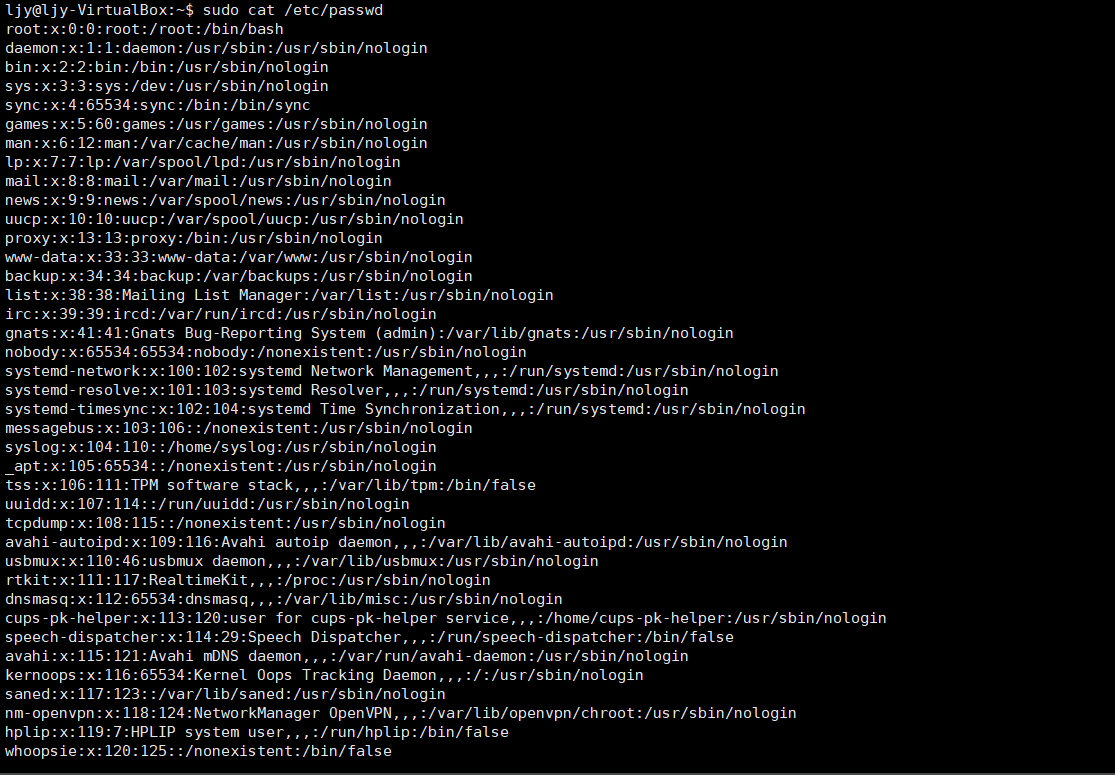 ljy@ljy-VirtualBox:~$ sudo cat /etc/passwd
root:x:0:0:root:/root:/bin/bash
daemon:x:1:1:daemon:/usr/sbin:/usr/sbin/nologin
bin:x:2:2:bin:/bin:/usr/sbin/nologin
sys:x:3:3:sys:/dev:/usr/sbin/nologin
sync:x:4:65534:sync:/bin:/bin/sync
games:x:5:60:games:/usr/games:/usr/sbin/nologin
man:x:6:12:man:/var/cache/man:/usr/sbin/nologin
lp:x:7:7:lp:/var/spool/lpd:/usr/sbin/nologin
mail:x:8:8:mail:/var/mail:/usr/sbin/nologin
news:x:9:9:news:/var/spool/news:/usr/sbin/nologin
uucp:x:10:10:uucp:/var/spool/uucp:/usr/sbin/nologin
proxy:x:13:13:proxy:/bin:/usr/sbin/nologin
www-data:x:33:33:www-data:/var/www:/usr/sbin/nologin
backup:x:34:34:backup:/var/backups:/usr/sbin/nologin
list:x:38:38:Mailing List Manager:/var/list:/usr/sbin/nologin
irc:x:39:39:ircd:/var/run/ircd:/usr/sbin/nologin
gnats:x:41:41:Gnats Bug-Reporting System (admin):/var/lib/gnats:/usr/sbin/nologin
nobody:x:65534:65534:nobody:/nonexistent:/usr/sbin/nologin
systemd-network:x:100:102:systemd Network Management,,,:/run/systemd:/usr/sbin/nologin
systemd-resolve:x:101:103:systemd Resolver,,,:/run/systemd:/usr/sbin/nologin
systemd-timesync:x:102:104:systemd Time Synchronization,,,:/run/systemd:/usr/sbin/nologin
messagebus:x:103:106::/nonexistent:/usr/sbin/nologin
syslog:x:104:110::/home/syslog:/usr/sbin/nologin
_apt:x:105:65534::/nonexistent:/usr/sbin/nologin
tss:x:106:111:TPM software stack,,,:/var/lib/tpm:/bin/false
uuidd:x:107:114::/run/uuidd:/usr/sbin/nologin
tcpdump:x:108:115::/nonexistent:/usr/sbin/nologin
avahi-autoipd:x:109:116:Avahi autoip daemon,,,:/var/lib/avahi-autoipd:/usr/sbin/nologin
usbmux:x:110:46:usbmux daemon,,,:/var/lib/usbmux:/usr/sbin/nologin
rtkit:x:111:117:RealtimeKit,,,:/proc:/usr/sbin/nologin
dnsmasq:x:112:65534:dnsmasq,,,:/var/lib/misc:/usr/sbin/nologin
cups-pk-helper:x:113:120:user for cups-pk-helper service,,,:/home/cups-pk-helper:/usr/sbin/nologin
speech-dispatcher:x:114:29:Speech Dispatcher,,,:/run/speech-dispatcher:/bin/false
avahi:x:115:121:Avahi mDNS daemon,,,:/var/run/avahi-daemon:/usr/sbin/nologin
kernoops:x:116:65534:Kernel Oops Tracking Daemon,,,:/:/usr/sbin/nologin
saned:x:117:123::/var/lib/saned:/usr/sbin/nologin
nm-openvpn:x:118:124:NetworkManager OpenVPN,,,:/var/lib/openvpn/chroot:/usr/sbin/nologin
hplip:x:119:7:HPLIP system user,,,:/run/hplip:/bin/false
whoopsie:x:120:125::/nonexistent:/bin/false